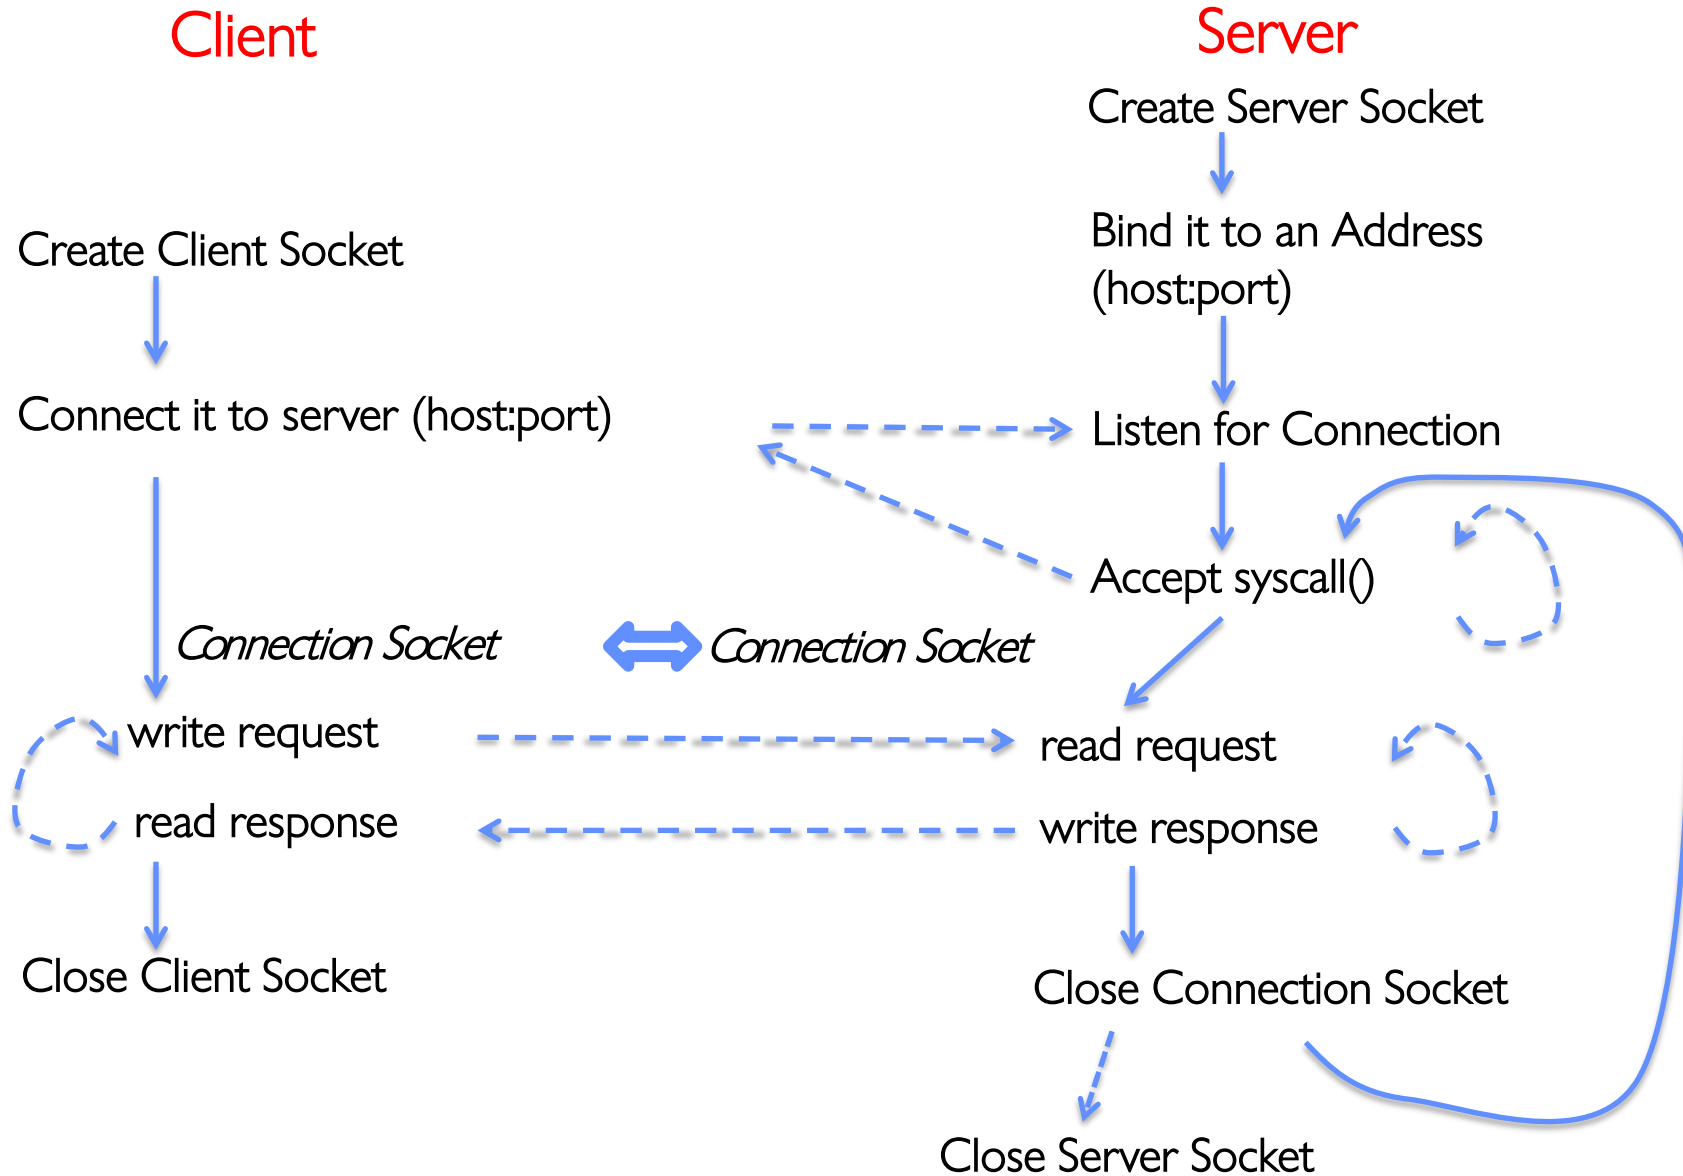 Client
Server
Create Server Socket
Create Client Socket
Bind it to an Address
(host:port)
Connect it to server (host:port)
Listen for Connection
Accept syscall()
Connection Socket
Connection Socket
write request
read request
read response
write response
Close Client Socket
Close Connection Socket
Close Server Socket